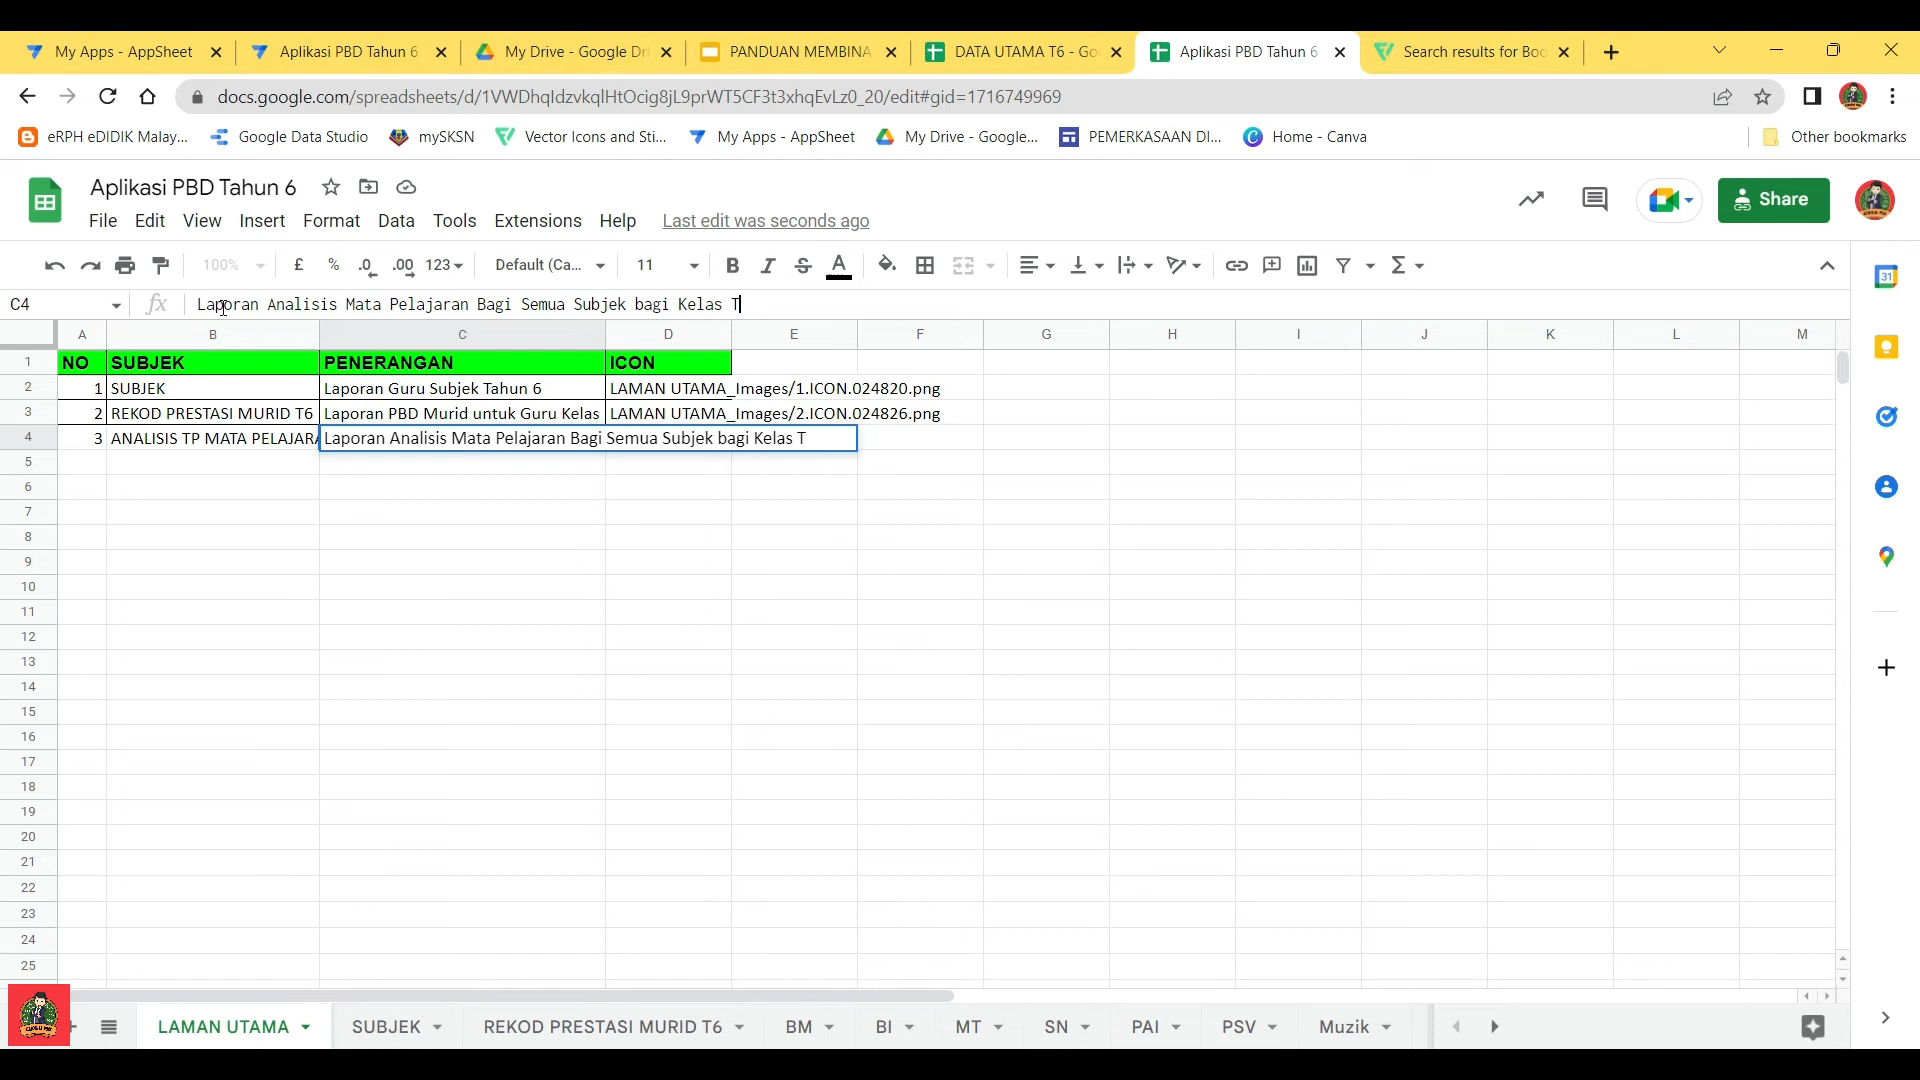 My Apps - AppSheet
Aplikasi PBD Tahun 6
My Drive - Google Dri
PANDUAN MEMBINA
DATA UTAMA T6 - Go
Aplikasi PBD Tahun 6
Search results for Boo
docs.google.com/spreadsheets/d/1VWDhqIdzvkqlHtOcig8jL9prWT5CF3t3xhqEvLz0_20/edit#gid=1716749969
eRPH eDIDIK Malay...
Google Data Studio
mySKSN
Vector Icons and Sti...
My Apps - AppSheet
My Drive - Google...
PEMERKASAAN DI...
Home - Canva
Other bookmarks
Aplikasi PBD Tahun 6
File Edit View Insert Format Data Tools Extensions Help Last edit was seconds ago
Share
100% £ % .0 .00 123 Default (Ca... 11 B I S A
C4 fx Laporan Analisis Mata Pelajaran Bagi Semua Subjek bagi Kelas T
A B C D E F G H I J K L M
1 NO SUBJEK PENERANGAN ICON
2 1 SUBJEK Laporan Guru Subjek Tahun 6 LAMAN UTAMA_Images/1.ICON.024820.png
3 2 REKOD PRESTASI MURID T6 Laporan PBD Murid untuk Guru Kelas LAMAN UTAMA_Images/2.ICON.024826.png
4 3 ANALISIS TP MATA PELAJARA Laporan Analisis Mata Pelajaran Bagi Semua Subjek bagi Kelas T
5
6
7
8
9
10
11
12
13
14
15
16
17
18
19
20
21
22
23
24
25
LAMAN UTAMA
SUBJEK
REKOD PRESTASI MURID T6
BM
BI
MT
SN
PAI
PSV
Muzik